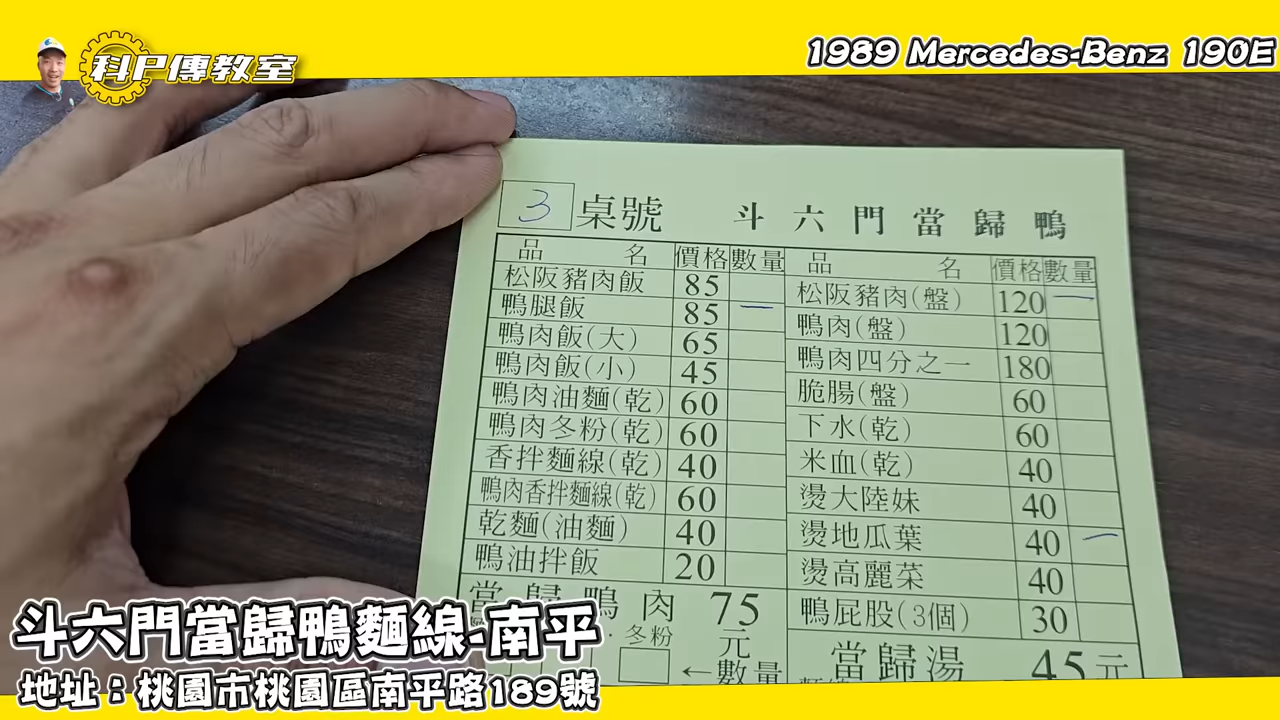 科P傳教室
1989 Mercedes-Benz 190E
3 桌號 斗六門當歸鴨
品名 價格 數量 品名 價格 數量
松阪豬肉飯 85
鴨腿飯 85 一
鴨肉飯(大) 65
鴨肉飯(小) 45
鴨肉油麵(乾) 60
鴨肉冬粉(乾) 60
香拌麵線(乾) 40
鴨肉香拌麵線(乾) 60
乾麵(油麵) 40
鴨油拌飯 20
當歸鴨肉 75
元
冬粉
←數量
松阪豬肉(盤) 120 一
鴨肉(盤) 120
鴨肉四分之一 180
脆腸(盤) 60
下水(乾) 60
米血(乾) 40
燙大陸妹 40
燙地瓜葉 40 一
燙高麗菜 40
鴨屁股(3個) 30
當歸湯 45元
斗六門當歸鴨麵線-南平
地址：桃園市桃園區南平路189號